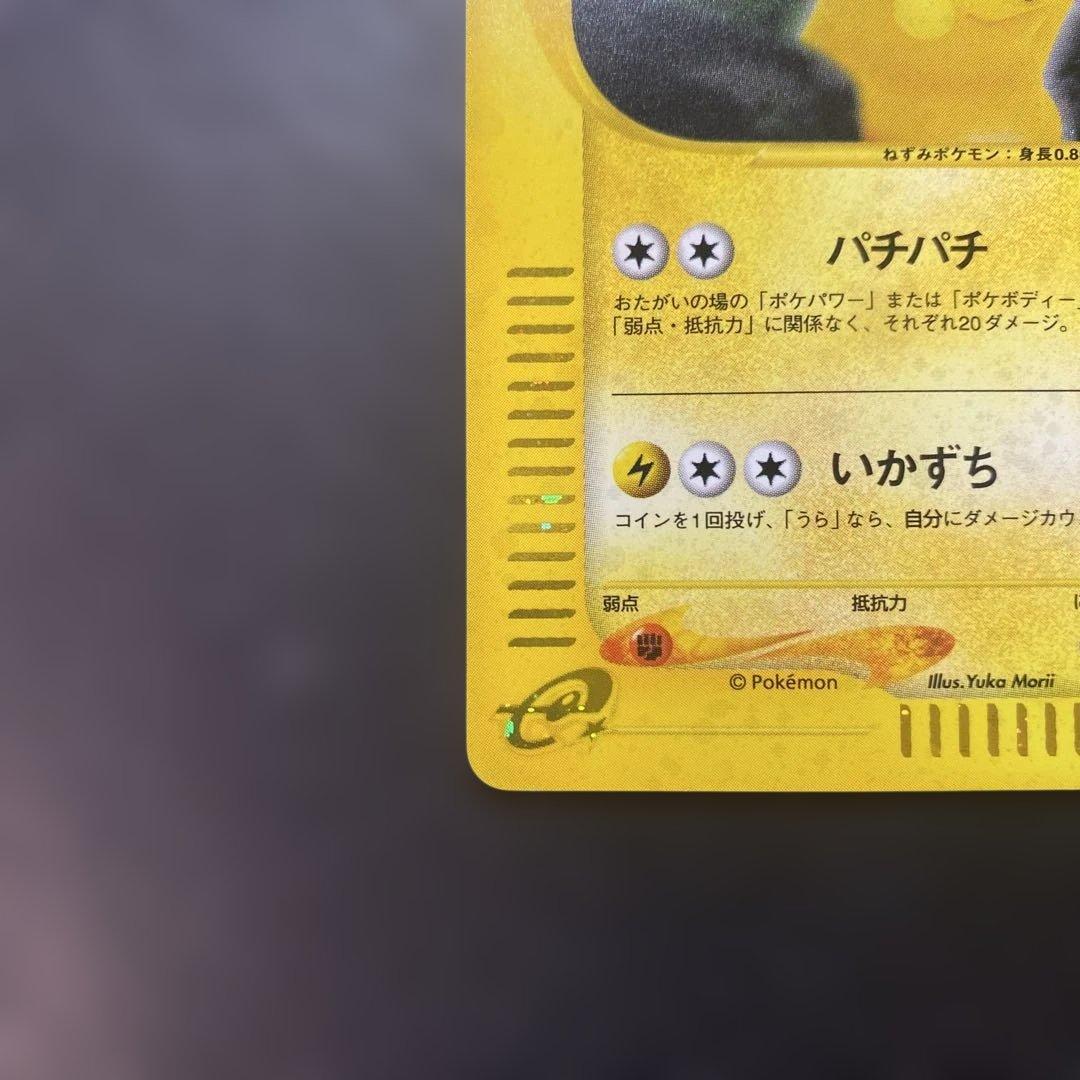 ねずみポケモン：身長0.8
パチパチ
おたがいの場の「ポケパワー」または「ポケボディー」
「弱点・抵抗力」に関係なく、それぞれ20ダメージ。
いかずち
コインを1回投げ、「うら」なら、自分にダメージカウ
弱点 抵抗力 に
© Pokémon Illus.Yuka Morii
e